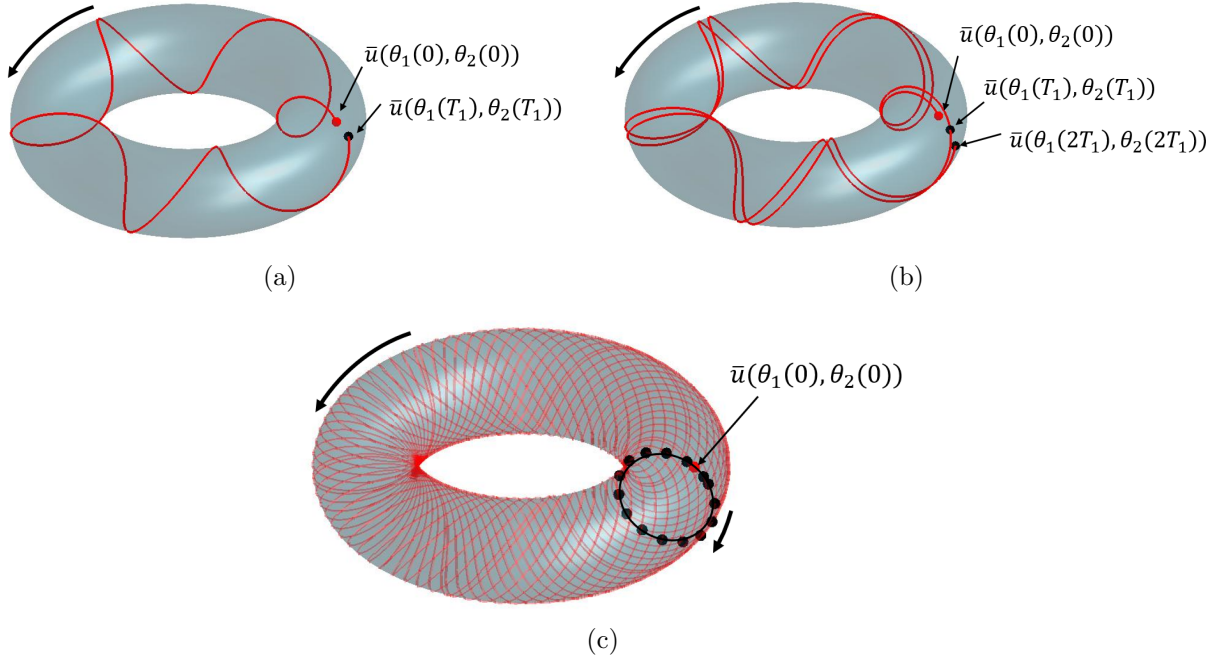 u̅(θ₁(0), θ₂(0))
u̅(θ₁(T₁), θ₂(T₁))
(a)
u̅(θ₁(0), θ₂(0))
u̅(θ₁(T₁), θ₂(T₁))
u̅(θ₁(2T₁), θ₂(2T₁))
(b)
u̅(θ₁(0), θ₂(0))
(c)